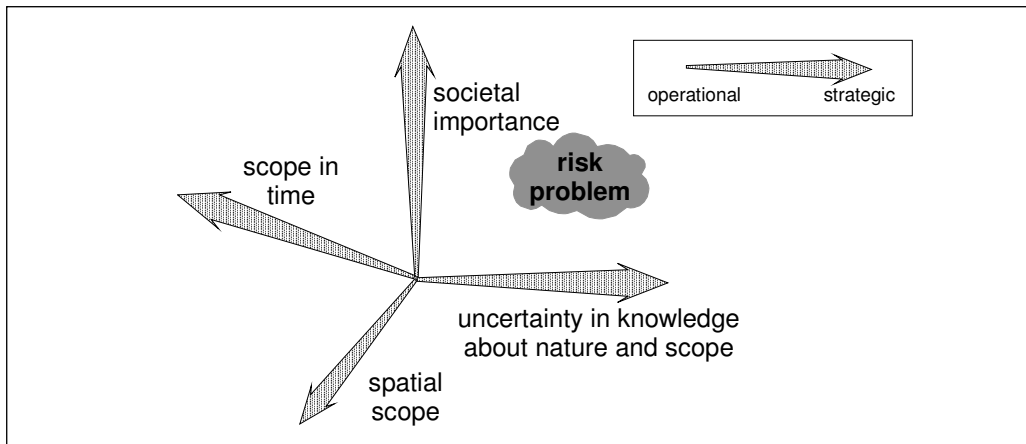 societal
importance
operational strategic
risk
problem
scope in
time
uncertainty in knowledge
about nature and scope
spatial
scope